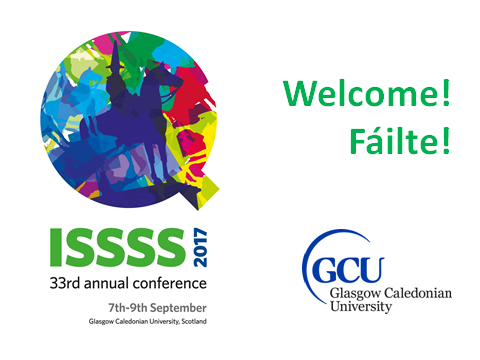 Welcome!
Fáilte!
ISSSS 2017
33rd annual conference
7th-9th September
Glasgow Caledonian University, Scotland
GCU
Glasgow Caledonian
University